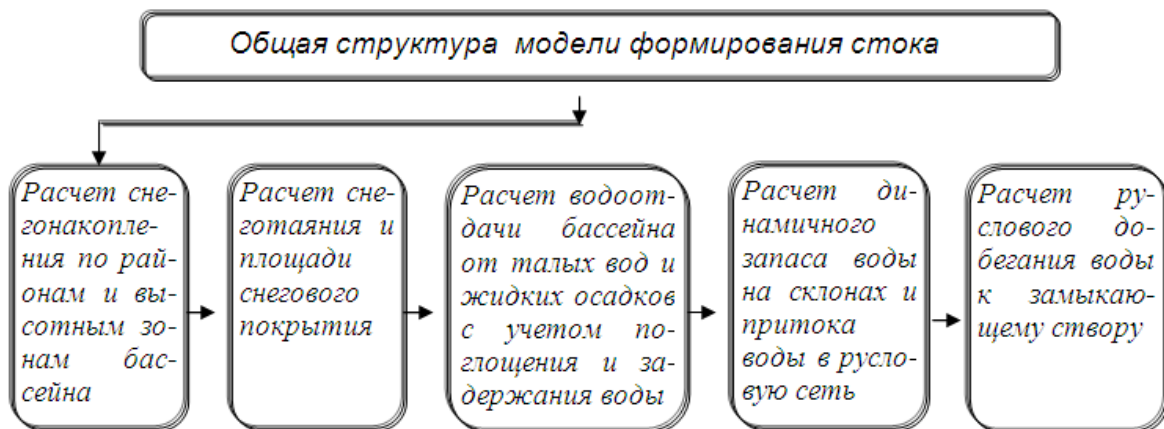 Общая структура модели формирования стока
Расчет сне-
гонакопле-
ния по рай-
онам и вы-
сотным зо-
нам бас-
сейна
Расчет сне-
готаяния и
площади
снегового
покрытия
Расчет водоот-
дачи бассейна
от талых вод и
жидких осадков
с учетом по-
глощения и за-
держания воды
Расчет ди-
намичного
запаса воды
на склонах и
притока
воды в русло-
вую сеть
Расчет ру-
слового до-
бегания воды
к замыкаю-
щему створу